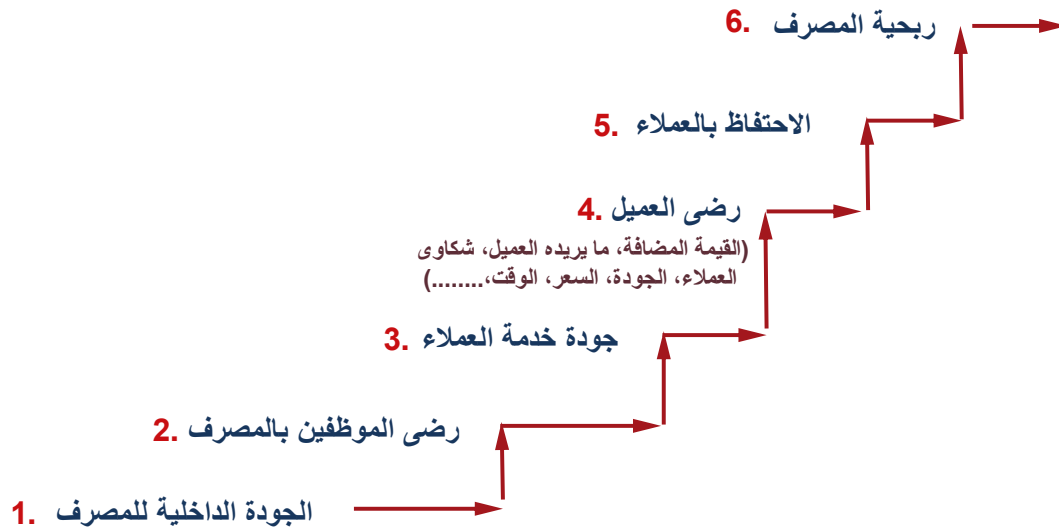 6. ربحية المصرف
5. الاحتفاظ بالعملاء
4. رضى العميل
(القيمة المضافة، ما يريده العميل، شكاوى
العملاء، الجودة، السعر، الوقت،........)
3. جودة خدمة العملاء
2. رضى الموظفين بالمصرف
1. الجودة الداخلية للمصرف